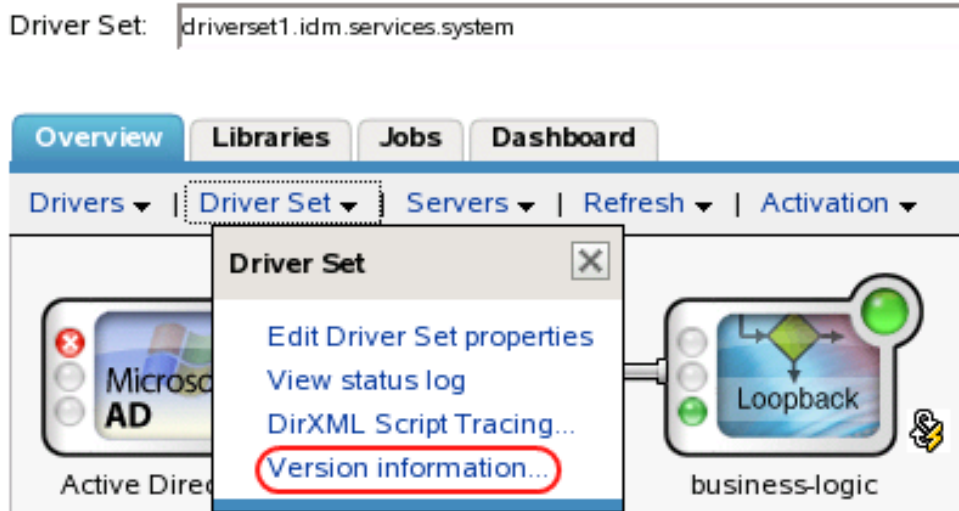 Driver Set: driverset1.idm.services.system
Overview Libraries Jobs Dashboard
Drivers | Driver Set | Servers | Refresh | Activation
Driver Set
Edit Driver Set properties
View status log
DirXML Script Tracing...
Version information...
AD
Loopback
business-logic